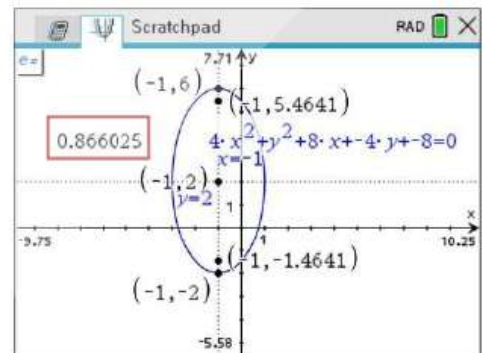 Scratchpad RAD
e=
7.71 y
(-1,6)
(-1,5.4641)
0.866025
4· x²+y²+8· x+-4· y+-8=0
x=-1
(-1,2)
y=2
1
x
-9.75 1 10.25
(-1,-1.4641)
(-1,-2)
-5.58